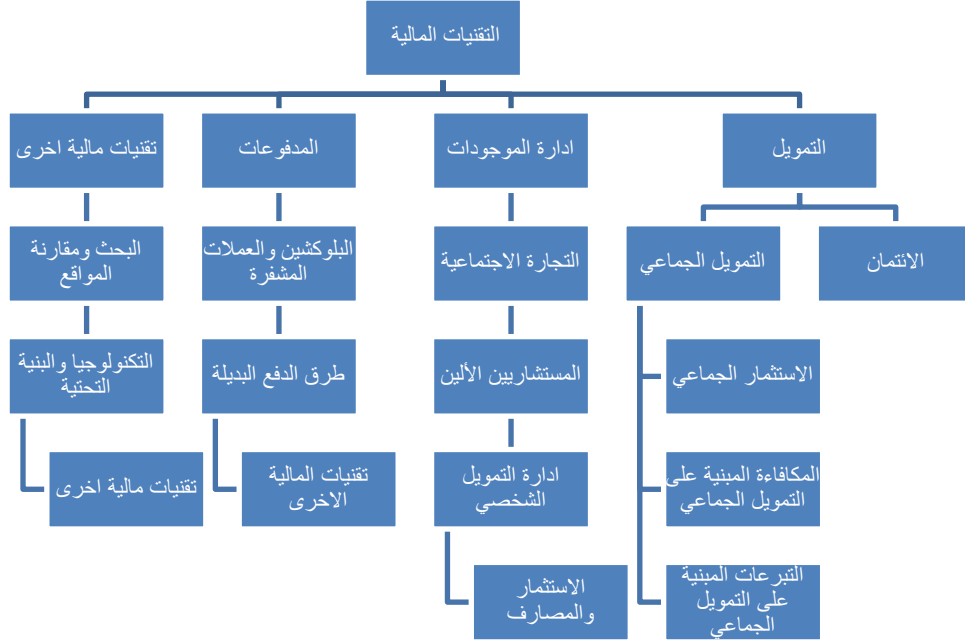 التقنيات المالية
التمويل
ادارة الموجودات
المدفوعات
تقنيات مالية اخرى
الائتمان
التمويل الجماعي
التجارة الاجتماعية
البلوكشين والعملات
المشفرة
البحث ومقارنة
المواقع
الاستثمار الجماعي
المستشاريين الألين
طرق الدفع البديلة
التكنولوجيا والبنية
التحتية
المكافاءة المبنية على
التمويل الجماعي
ادارة التمويل
الشخصي
تقنيات المالية
الاخرى
تقنيات مالية اخرى
التبرعات المبنية
على التمويل
الجماعي
الاستثمار
والمصارف